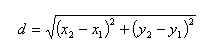 d = √((x₂ − x₁)² + (y₂ − y₁)²)